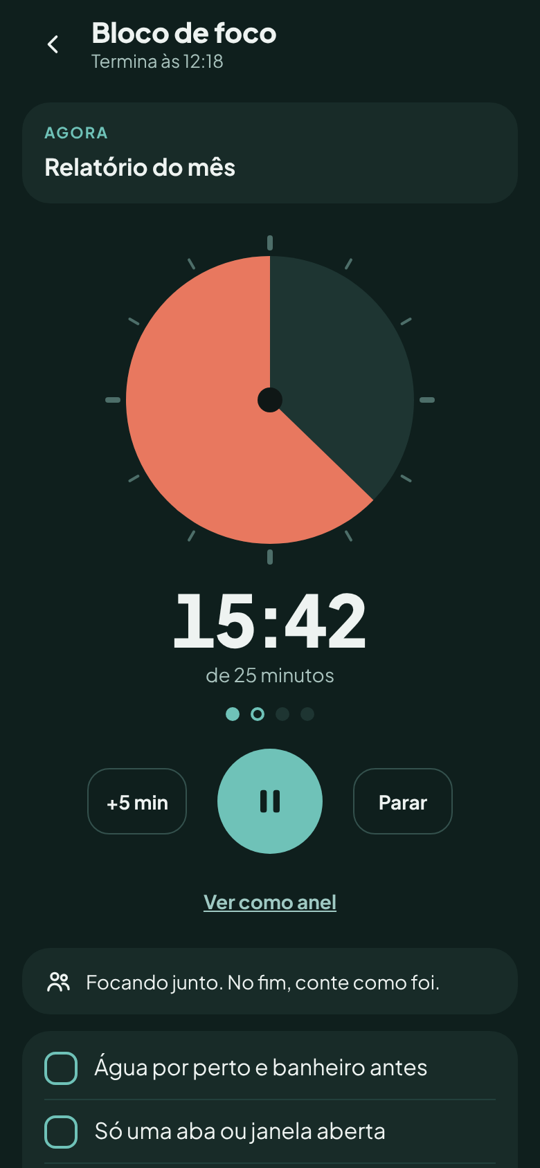 Bloco de foco
Termina às 12:18
AGORA
Relatório do mês
15:42
de 25 minutos
+5 min
Parar
Ver como anel
Focando junto. No fim, conte como foi.
Água por perto e banheiro antes
Só uma aba ou janela aberta